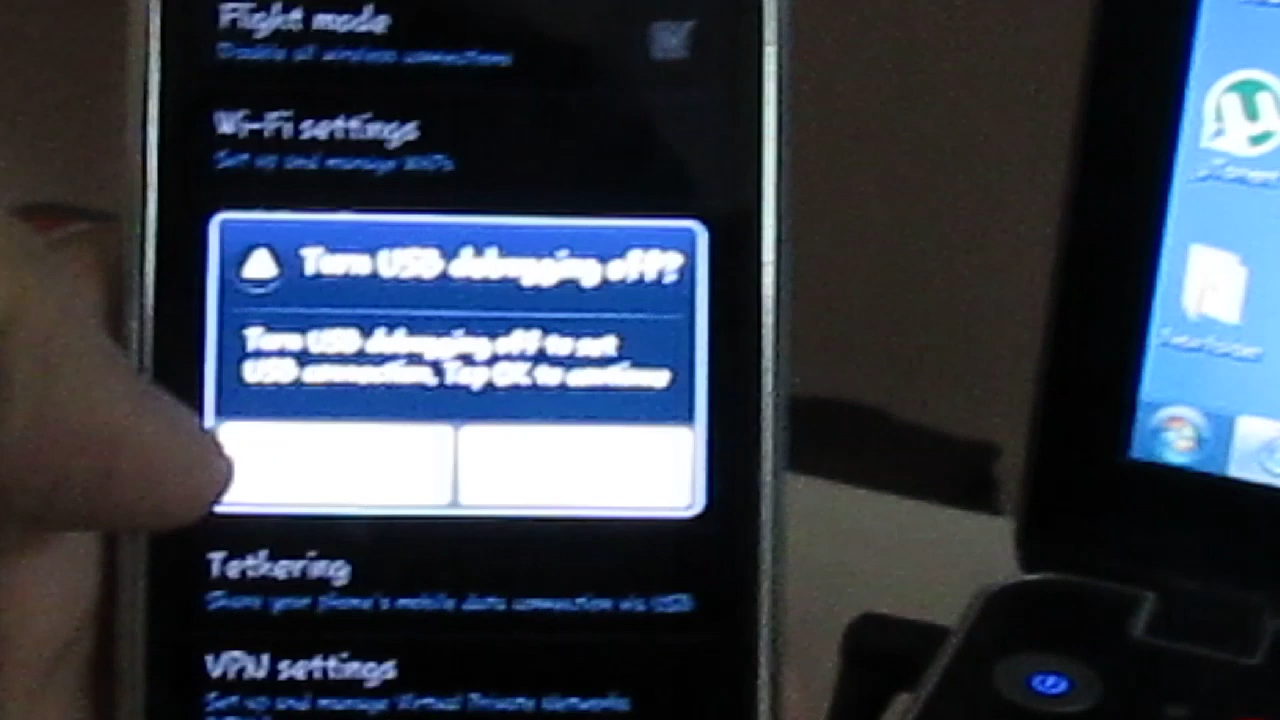 Flight mode
Disable all wireless connections
Wi-Fi settings
Set up and manage
Turn USB debugging off?
Turn USB debugging off to set
USB connection. Tap OK to continue
Tethering
Share your phone's mobile data connection via USB
VPN settings
Set up and manage Virtual Private Networks
µTorrent